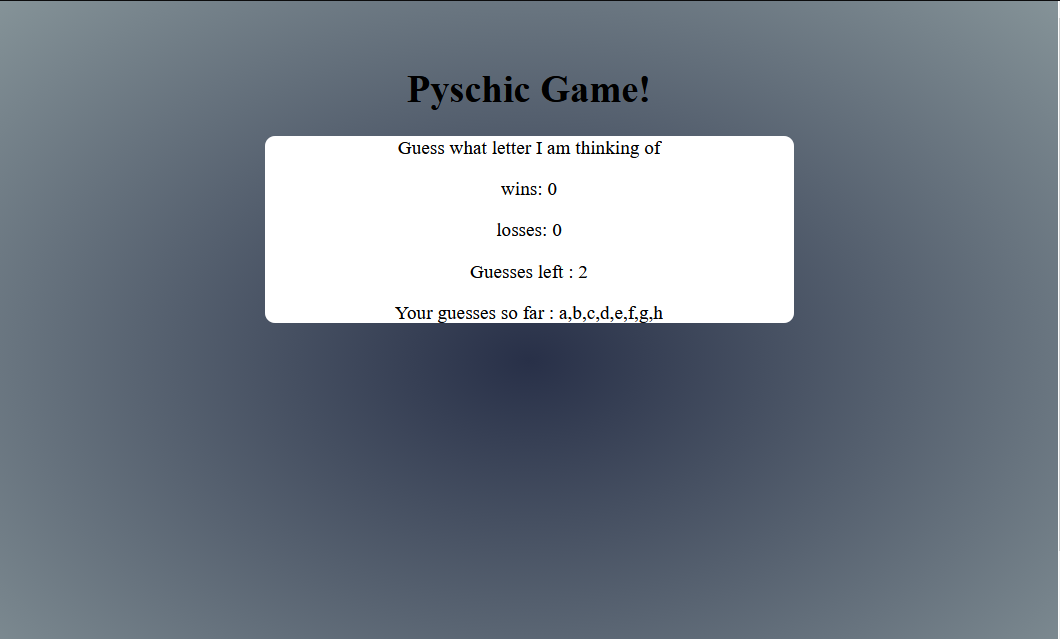 Pyschic Game!
Guess what letter I am thinking of
wins: 0
losses: 0
Guesses left : 2
Your guesses so far : a,b,c,d,e,f,g,h